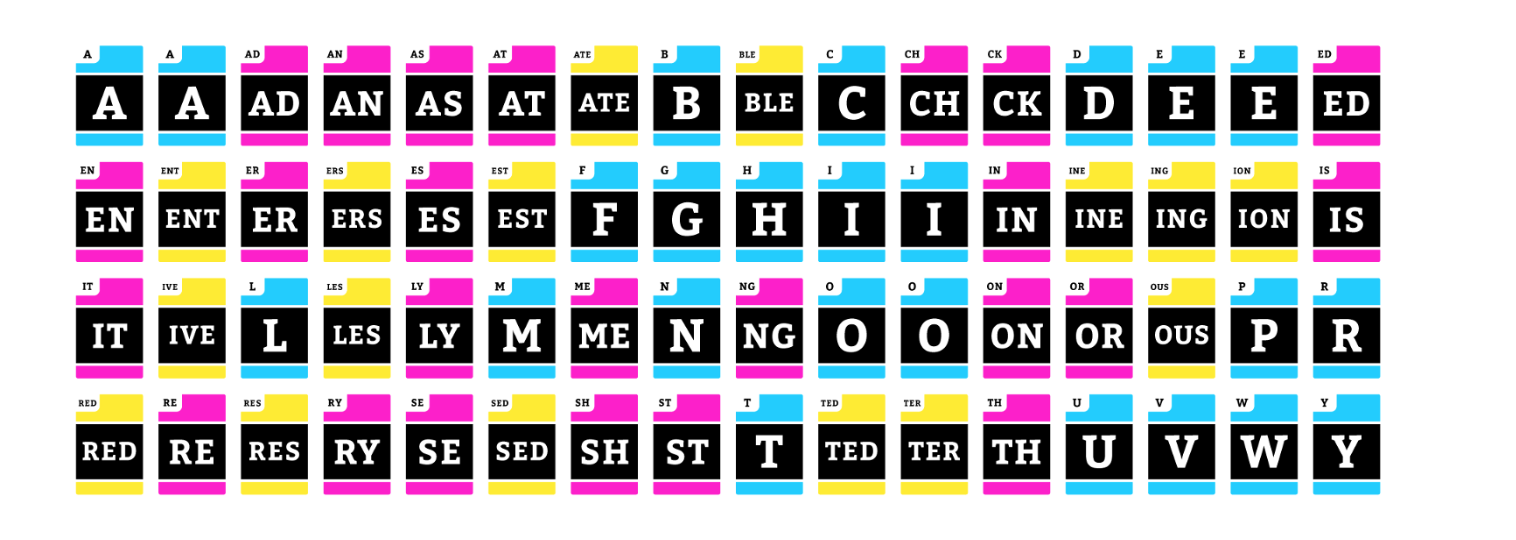 A A AD AN AS AT ATE B BLE C CH CK D E E ED
A A AD AN AS AT ATE B BLE C CH CK D E E ED
EN ENT ER ERS ES EST F G H I I IN INE ING ION IS
EN ENT ER ERS ES EST F G H I I IN INE ING ION IS
IT IVE L LES LY M ME N NG O O ON OR OUS P R
IT IVE L LES LY M ME N NG O O ON OR OUS P R
RED RE RES RY SE SED SH ST T TED TER TH U V W Y
RED RE RES RY SE SED SH ST T TED TER TH U V W Y